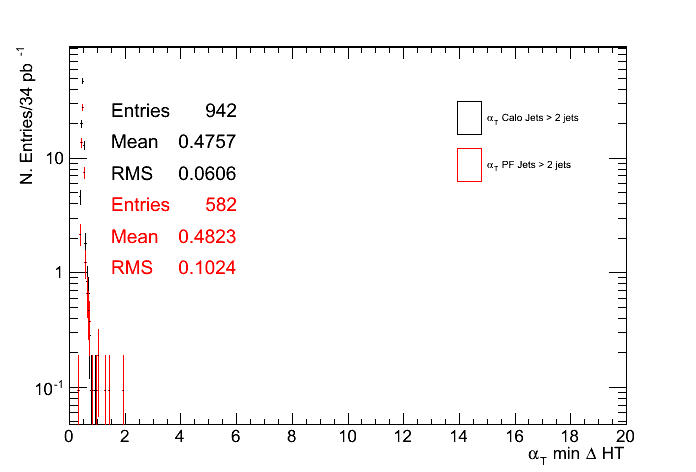 N. Entries/34 pb⁻¹
Entries 942
Mean 0.4757
RMS 0.0606
Entries 582
Mean 0.4823
RMS 0.1024
α_T Calo Jets > 2 jets
α_T PF Jets > 2 jets
10
1
10⁻¹
0 2 4 6 8 10 12 14 16 18 20
α_T min Δ HT